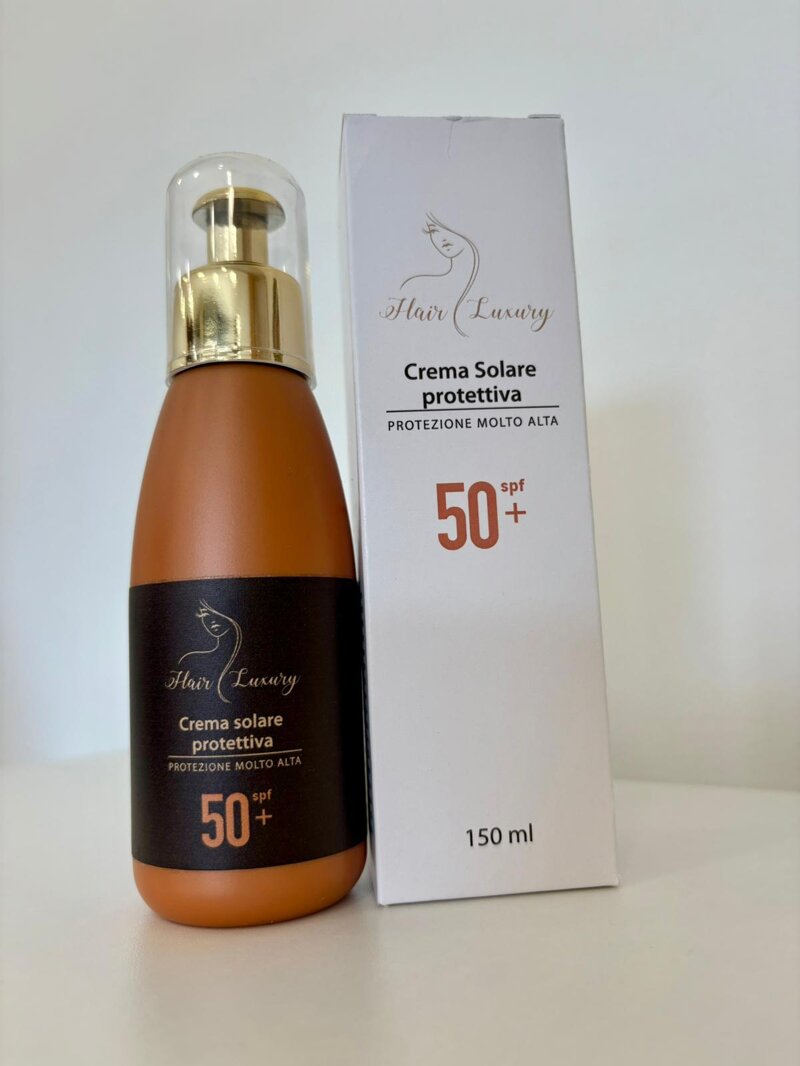 Hair Luxury
Crema solare
protettiva
PROTEZIONE MOLTO ALTA
50 spf
+
Hair Luxury
Crema Solare
protettiva
PROTEZIONE MOLTO ALTA
50 spf
+
150 ml